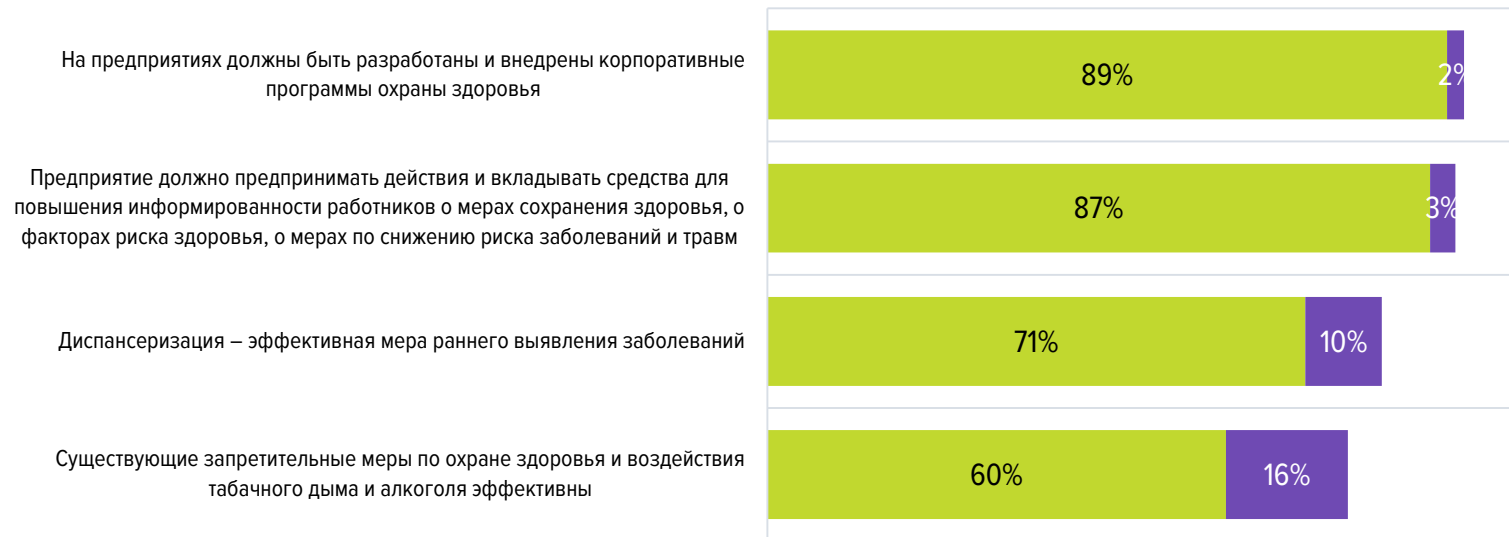 На предприятиях должны быть разработаны и внедрены корпоративные
программы охраны здоровья
89%
2%
Предприятие должно предпринимать действия и вкладывать средства для
повышения информированности работников о мерах сохранения здоровья, о
факторах риска здоровья, о мерах по снижению риска заболеваний и травм
87%
3%
Диспансеризация – эффективная мера раннего выявления заболеваний
71%
10%
Существующие запретительные меры по охране здоровья и воздействия
табачного дыма и алкоголя эффективны
60%
16%